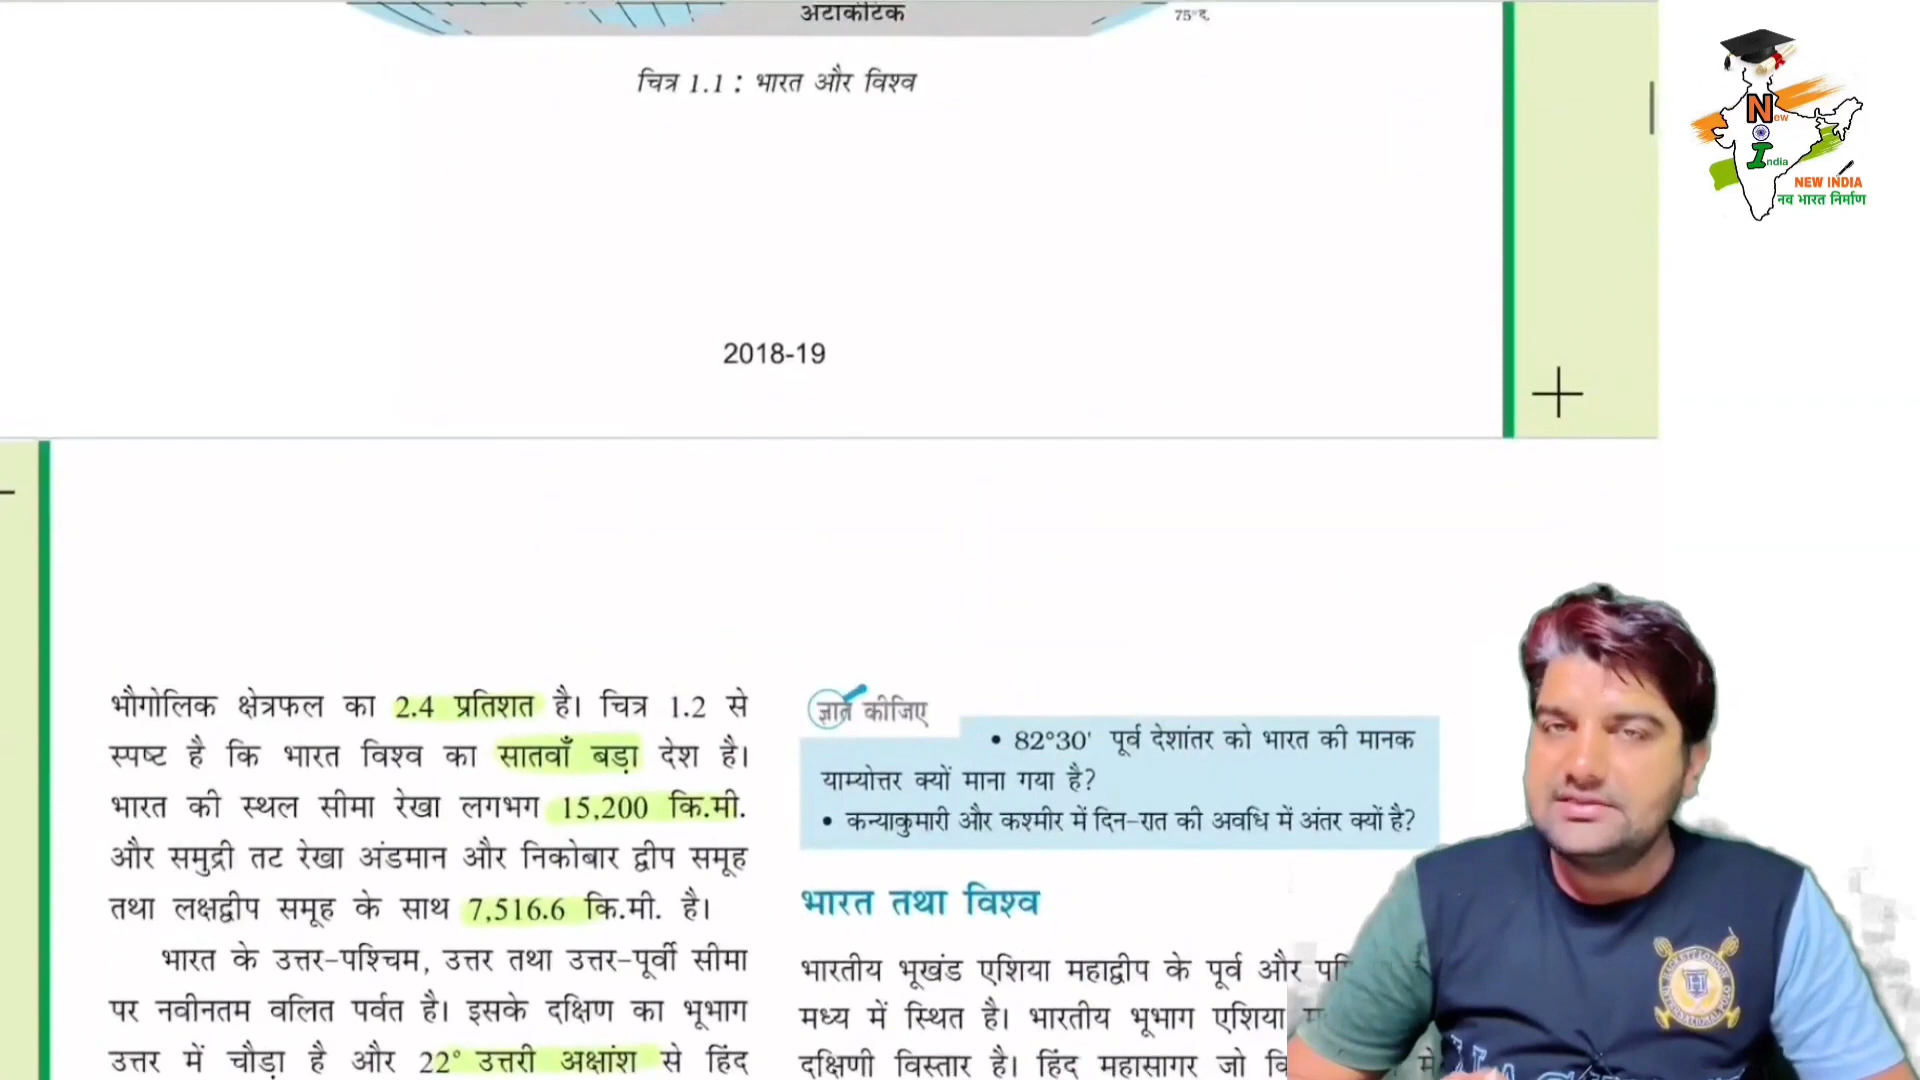 अटार्कटिक
75°द.
चित्र 1.1 : भारत और विश्व
2018-19
New
India
NEW INDIA
नव भारत निर्माण
भौगोलिक क्षेत्रफल का 2.4 प्रतिशत है। चित्र 1.2 से
स्पष्ट है कि भारत विश्व का सातवाँ बड़ा देश है।
भारत की स्थल सीमा रेखा लगभग 15,200 कि.मी.
और समुद्री तट रेखा अंडमान और निकोबार द्वीप समूह
तथा लक्षद्वीप समूह के साथ 7,516.6 कि.मी. है।
भारत के उत्तर-पश्चिम, उत्तर तथा उत्तर-पूर्वी सीमा
पर नवीनतम वलित पर्वत है। इसके दक्षिण का भूभाग
उत्तर में चौड़ा है और 22° उत्तरी अक्षांश से हिंद
ज्ञात कीजिए
• 82°30' पूर्व देशांतर को भारत की मानक
याम्योत्तर क्यों माना गया है?
• कन्याकुमारी और कश्मीर में दिन-रात की अवधि में अंतर क्यों है?
भारत तथा विश्व
भारतीय भूखंड एशिया महाद्वीप के पूर्व और
मध्य में स्थित है। भारतीय भूभाग एशिया
दक्षिणी विस्तार है। हिंद महासागर जो
H